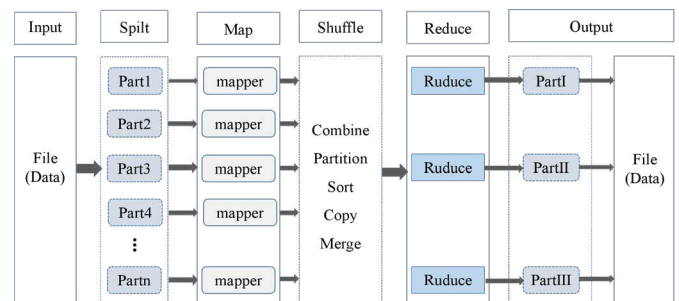 Input
Spilt
Map
Shuffle
Reduce
Output
File
(Data)
Part1
Part2
Part3
Part4
Partn
mapper
mapper
mapper
mapper
mapper
Combine
Partition
Sort
Copy
Merge
Ruduce
Ruduce
Ruduce
PartI
PartII
PartIII
File
(Data)